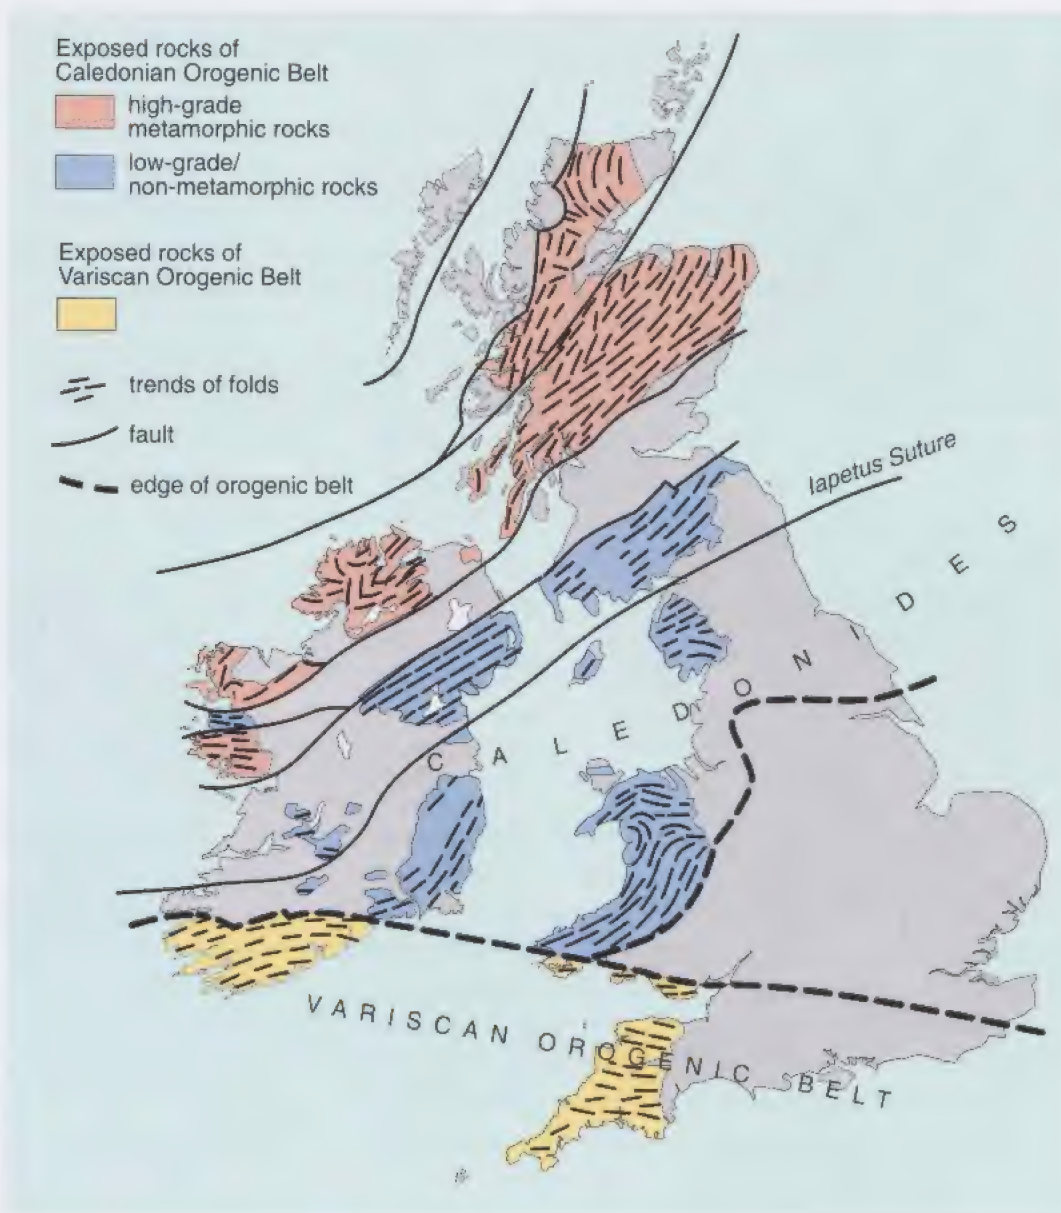 Exposed rocks of
Caledonian Orogenic Belt
high-grade
metamorphic rocks
low-grade/
non-metamorphic rocks
Exposed rocks of
Variscan Orogenic Belt
trends of folds
fault
edge of orogenic belt
Iapetus Suture
CALEDONIDES
VARISCAN OROGENIC BELT